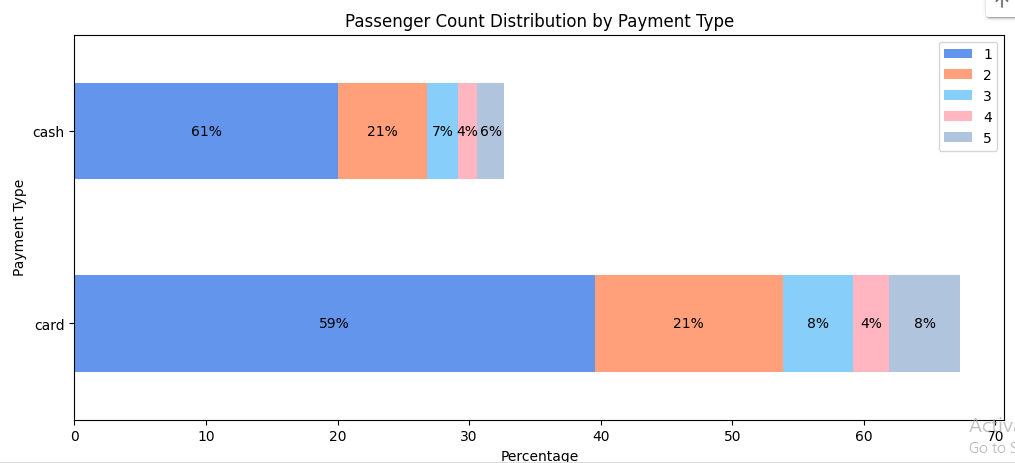 Passenger Count Distribution by Payment Type
1
2
3
4
5
cash
61% 21% 7% 4% 6%
Payment Type
card
59% 21% 8% 4% 8%
0 10 20 30 40 50 60 70
Percentage
Go to